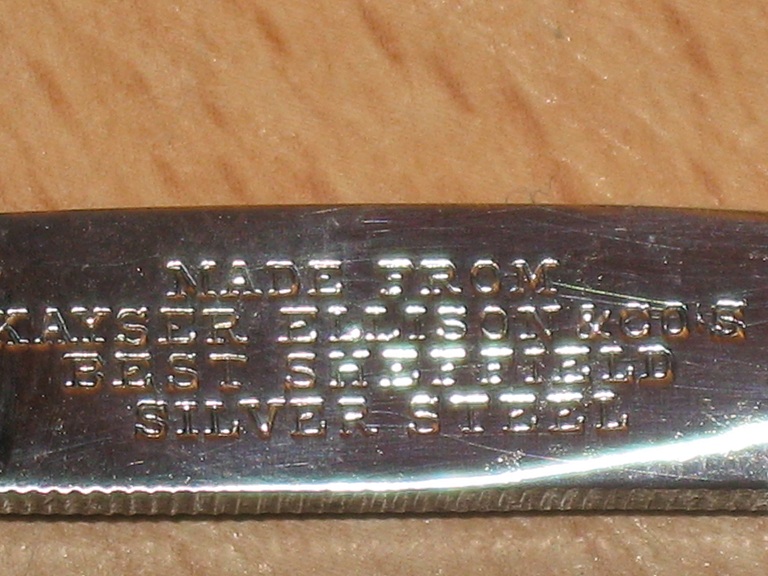 MADE FROM
KAYSER ELLISON & CO'S
BEST SHEFFIELD
SILVER STEEL